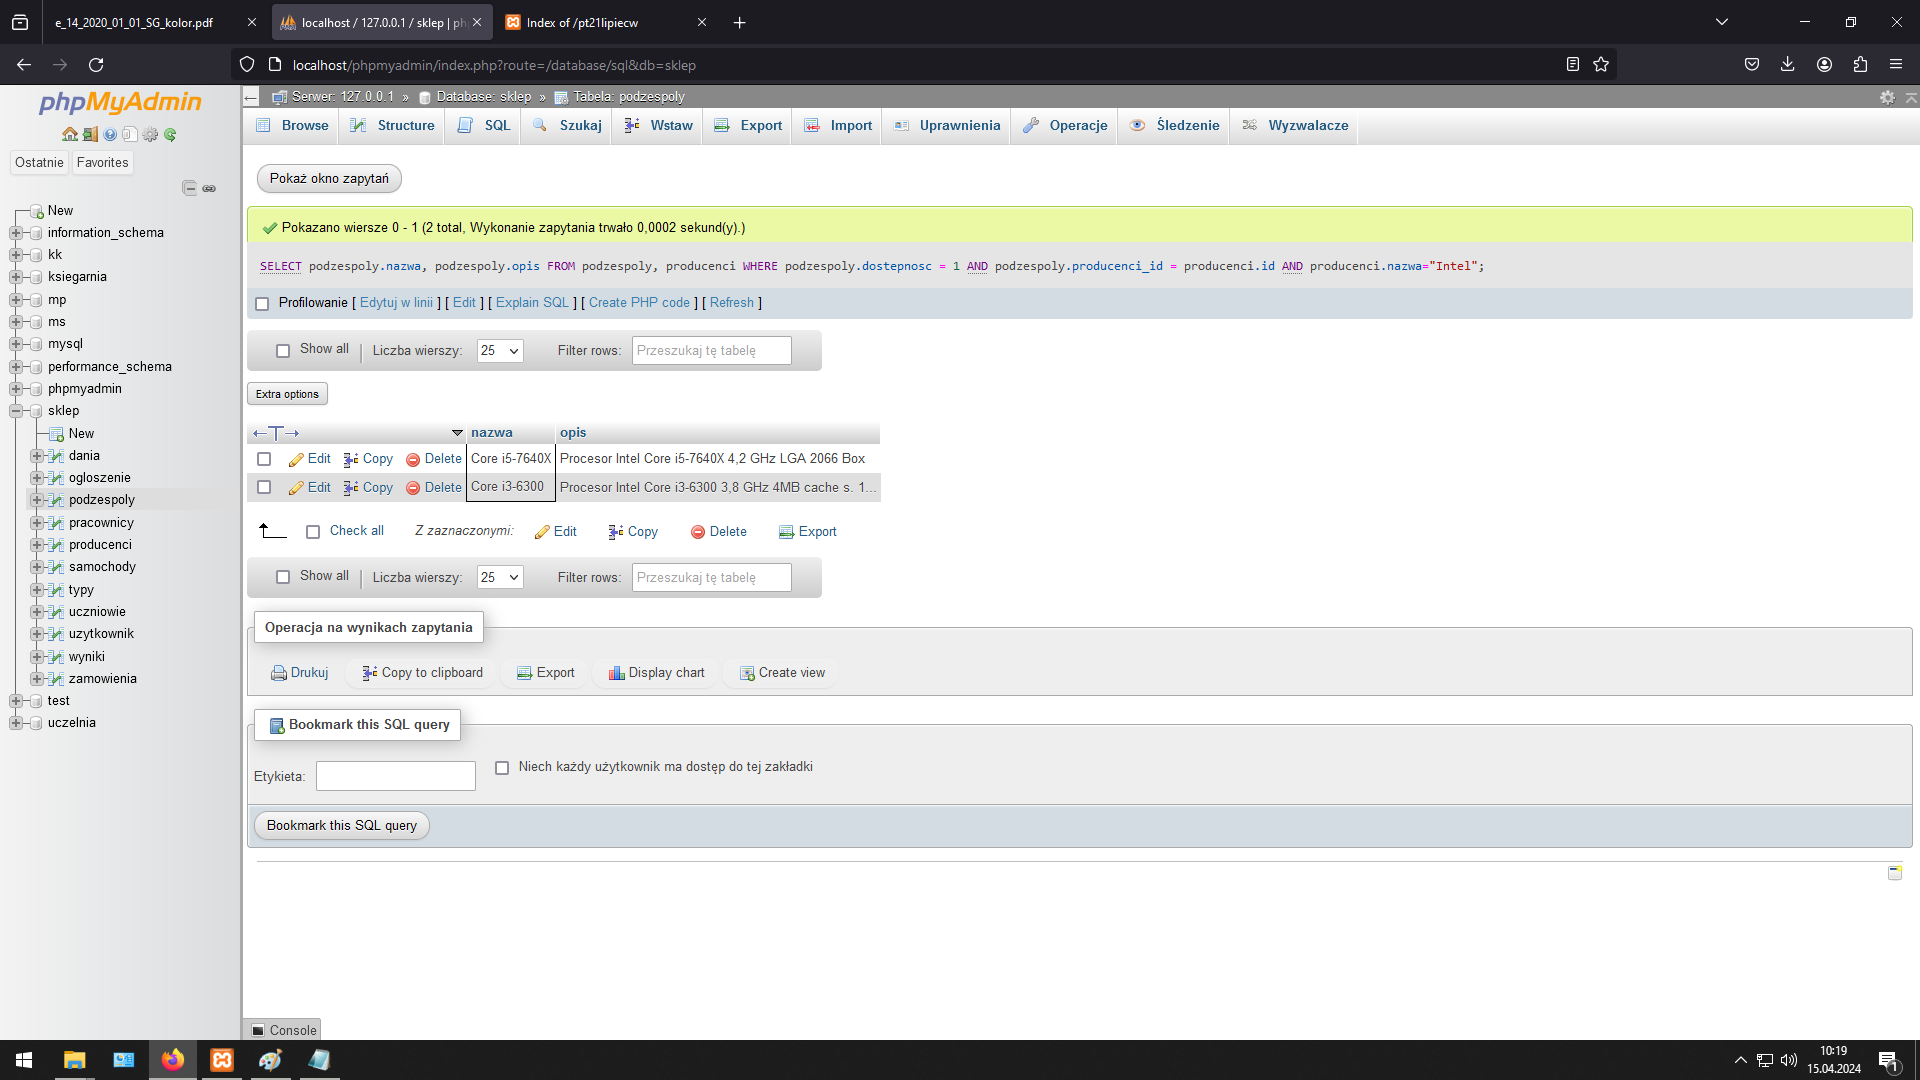 e_14_2020_01_01_SG_kolor.pdf
localhost / 127.0.0.1 / sklep | ph
Index of /pt21lipiecw
localhost/phpmyadmin/index.php?route=/database/sql&db=sklep
phpMyAdmin
Ostatnie
Favorites
New
information_schema
kk
ksiegarnia
mp
ms
mysql
performance_schema
phpmyadmin
sklep
New
dania
ogloszenie
podzespoly
pracownicy
producenci
samochody
typy
uczniowie
uzytkownik
wyniki
zamowienia
test
uczelnia
Serwer: 127.0.0.1 » Database: sklep » Tabela: podzespoly
Browse Structure SQL Szukaj Wstaw Export Import Uprawnienia Operacje Śledzenie Wyzwalacze
Pokaż okno zapytań
Pokazano wiersze 0 - 1 (2 total, Wykonanie zapytania trwało 0,0002 sekund(y).)
SELECT podzespoly.nazwa, podzespoly.opis FROM podzespoly, producenci WHERE podzespoly.dostepnosc = 1 AND podzespoly.producenci_id = producenci.id AND producenci.nazwa="Intel";
Profilowanie [ Edytuj w linii ] [ Edit ] [ Explain SQL ] [ Create PHP code ] [ Refresh ]
Show all Liczba wierszy: 25 Filter rows: Przeszukaj tę tabelę
Extra options
←T→ nazwa opis
Edit Copy Delete Core i5-7640X Procesor Intel Core i5-7640X 4,2 GHz LGA 2066 Box
Edit Copy Delete Core i3-6300 Procesor Intel Core i3-6300 3,8 GHz 4MB cache s. 1...
Check all Z zaznaczonymi: Edit Copy Delete Export
Show all Liczba wierszy: 25 Filter rows: Przeszukaj tę tabelę
Operacja na wynikach zapytania
Drukuj Copy to clipboard Export Display chart Create view
Bookmark this SQL query
Etykieta: Niech każdy użytkownik ma dostęp do tej zakładki
Bookmark this SQL query
Console
10:19
15.04.2024
1